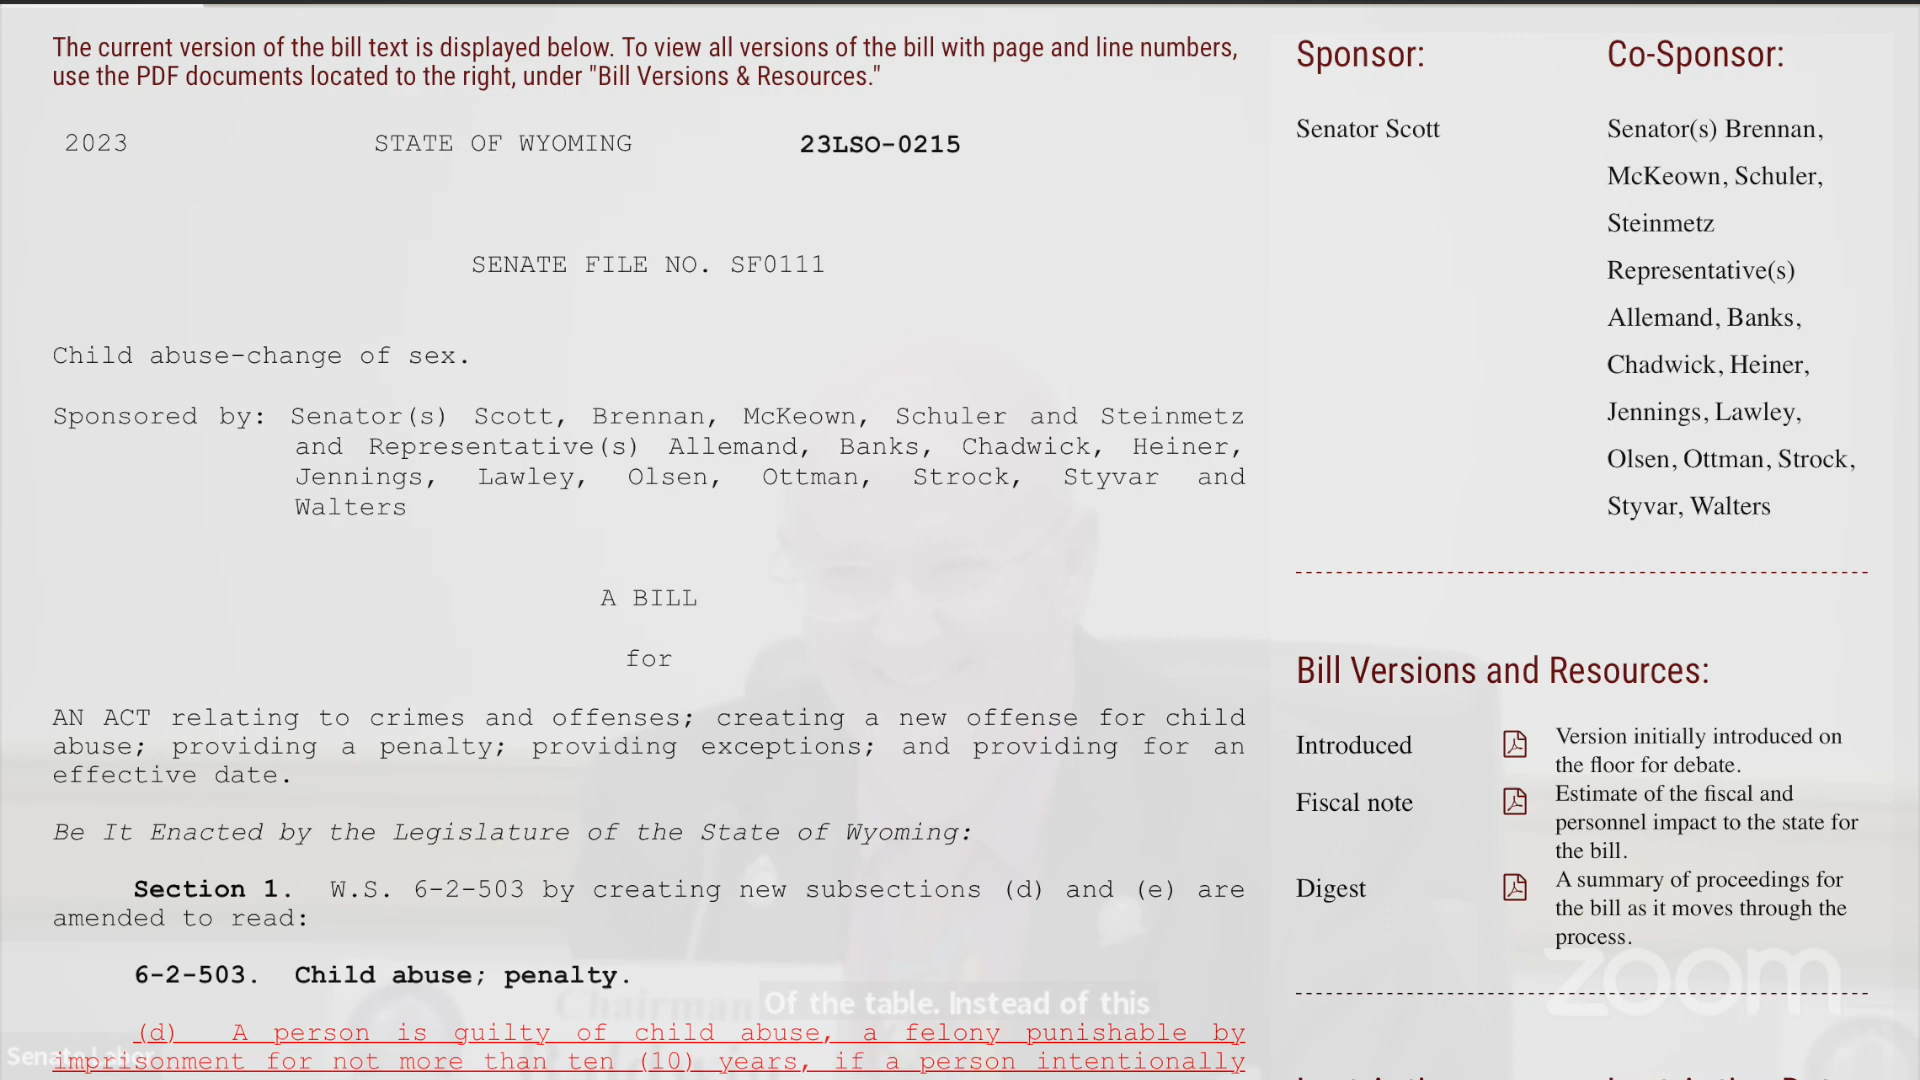 The current version of the bill text is displayed below. To view all versions of the bill with page and line numbers,
use the PDF documents located to the right, under "Bill Versions & Resources."
2023 STATE OF WYOMING 23LSO-0215
SENATE FILE NO. SF0111
Child abuse-change of sex.
Sponsored by: Senator(s) Scott, Brennan, McKeown, Schuler and Steinmetz
and Representative(s) Allemand, Banks, Chadwick, Heiner,
Jennings, Lawley, Olsen, Ottman, Strock, Styvar and
Walters
A BILL
for
AN ACT relating to crimes and offenses; creating a new offense for child
abuse; providing a penalty; providing exceptions; and providing for an
effective date.
Be It Enacted by the Legislature of the State of Wyoming:
Section 1. W.S. 6-2-503 by creating new subsections (d) and (e) are
amended to read:
6-2-503. Child abuse; penalty.
(d) A person is guilty of child abuse, a felony punishable by
imprisonment for not more than ten (10) years, if a person intentionally
Sponsor:
Senator Scott
Co-Sponsor:
Senator(s) Brennan,
McKeown, Schuler,
Steinmetz
Representative(s)
Allemand, Banks,
Chadwick, Heiner,
Jennings, Lawley,
Olsen, Ottman, Strock,
Styvar, Walters
Bill Versions and Resources:
Introduced
Version initially introduced on
the floor for debate.
Fiscal note
Estimate of the fiscal and
personnel impact to the state for
the bill.
Digest
A summary of proceedings for
the bill as it moves through the
process.
zoom
Chairman
Of the table. Instead of this
Senate Labor